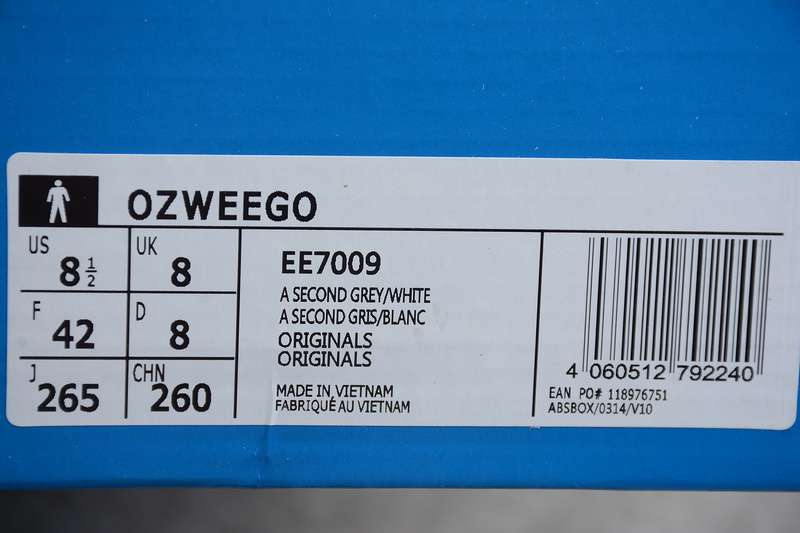 OZWEEGO
US 8 1/2 UK 8
F 42 D 8
J 265 CHN 260
EE7009
A SECOND GREY/WHITE
A SECOND GRIS/BLANC
ORIGINALS
ORIGINALS
MADE IN VIETNAM
FABRIQUÉ AU VIETNAM
4 060512 792240
EAN PO# 118976751
ABSBOX/0314/V10